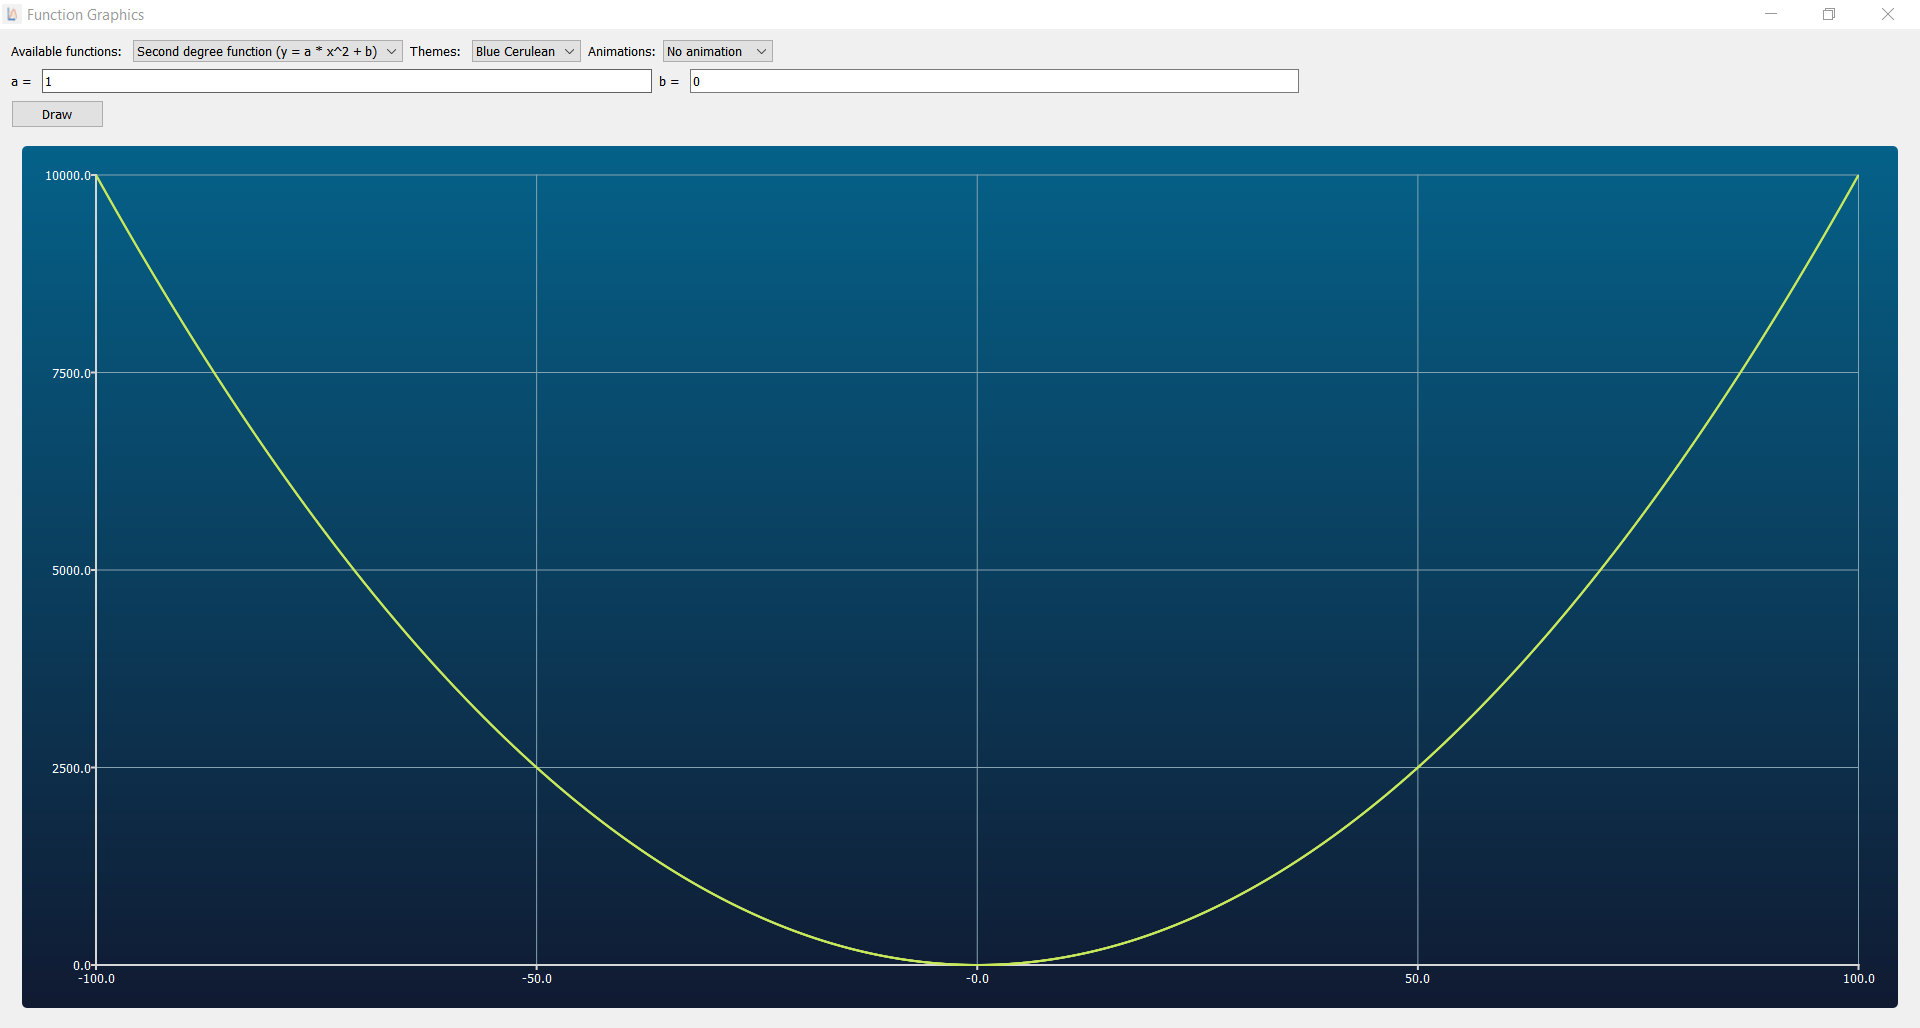 Function Graphics
Available functions: Second degree function (y = a * x^2 + b) Themes: Blue Cerulean Animations: No animation
a = 1 b = 0
Draw
10000.0
7500.0
5000.0
2500.0
0.0
-100.0 -50.0 -0.0 50.0 100.0